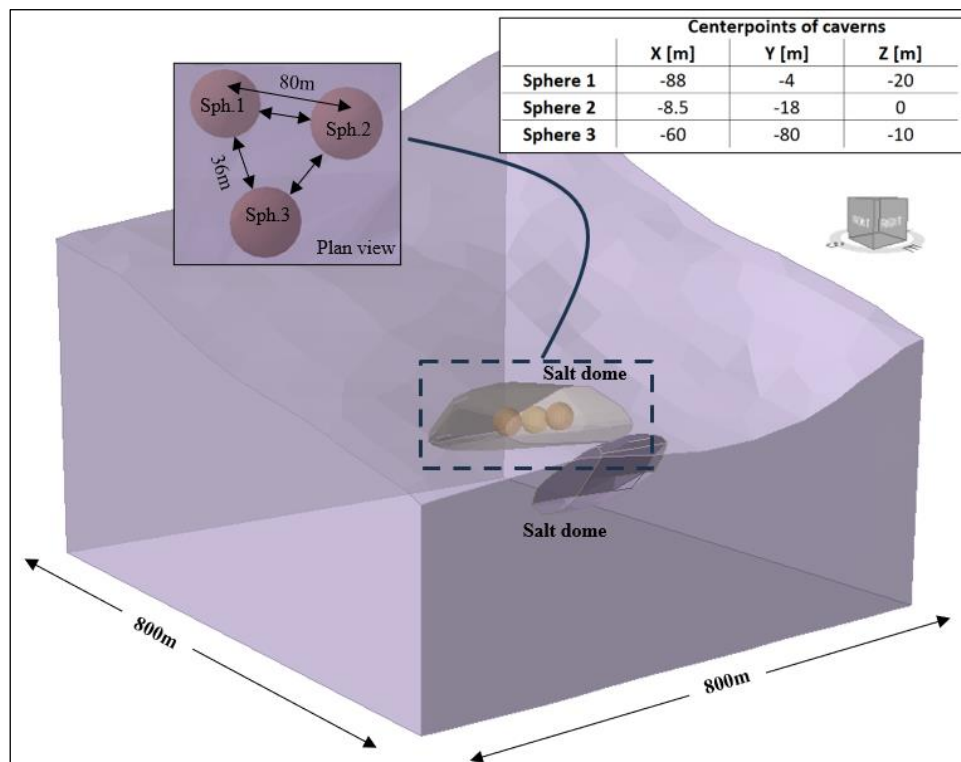 Centerpoints of caverns
X [m] Y [m] Z [m]
Sphere 1 -88 -4 -20
Sphere 2 -8.5 -18 0
Sphere 3 -60 -80 -10
80m
Sph.1
Sph.2
36m
Sph.3
Plan view
RIGHT
Salt dome
Salt dome
800m
800m